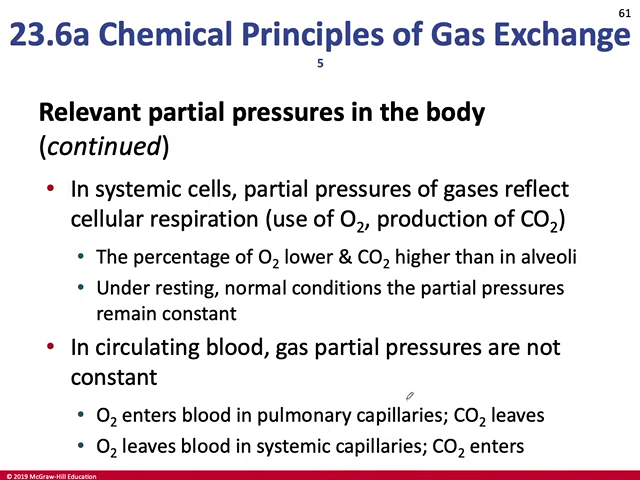 61
23.6a Chemical Principles of Gas Exchange
5
Relevant partial pressures in the body
(continued)
• In systemic cells, partial pressures of gases reflect
cellular respiration (use of O2, production of CO2)
• The percentage of O2 lower & CO2 higher than in alveoli
• Under resting, normal conditions the partial pressures
remain constant
• In circulating blood, gas partial pressures are not
constant
• O2 enters blood in pulmonary capillaries; CO2 leaves
• O2 leaves blood in systemic capillaries; CO2 enters
© 2019 McGraw-Hill Education